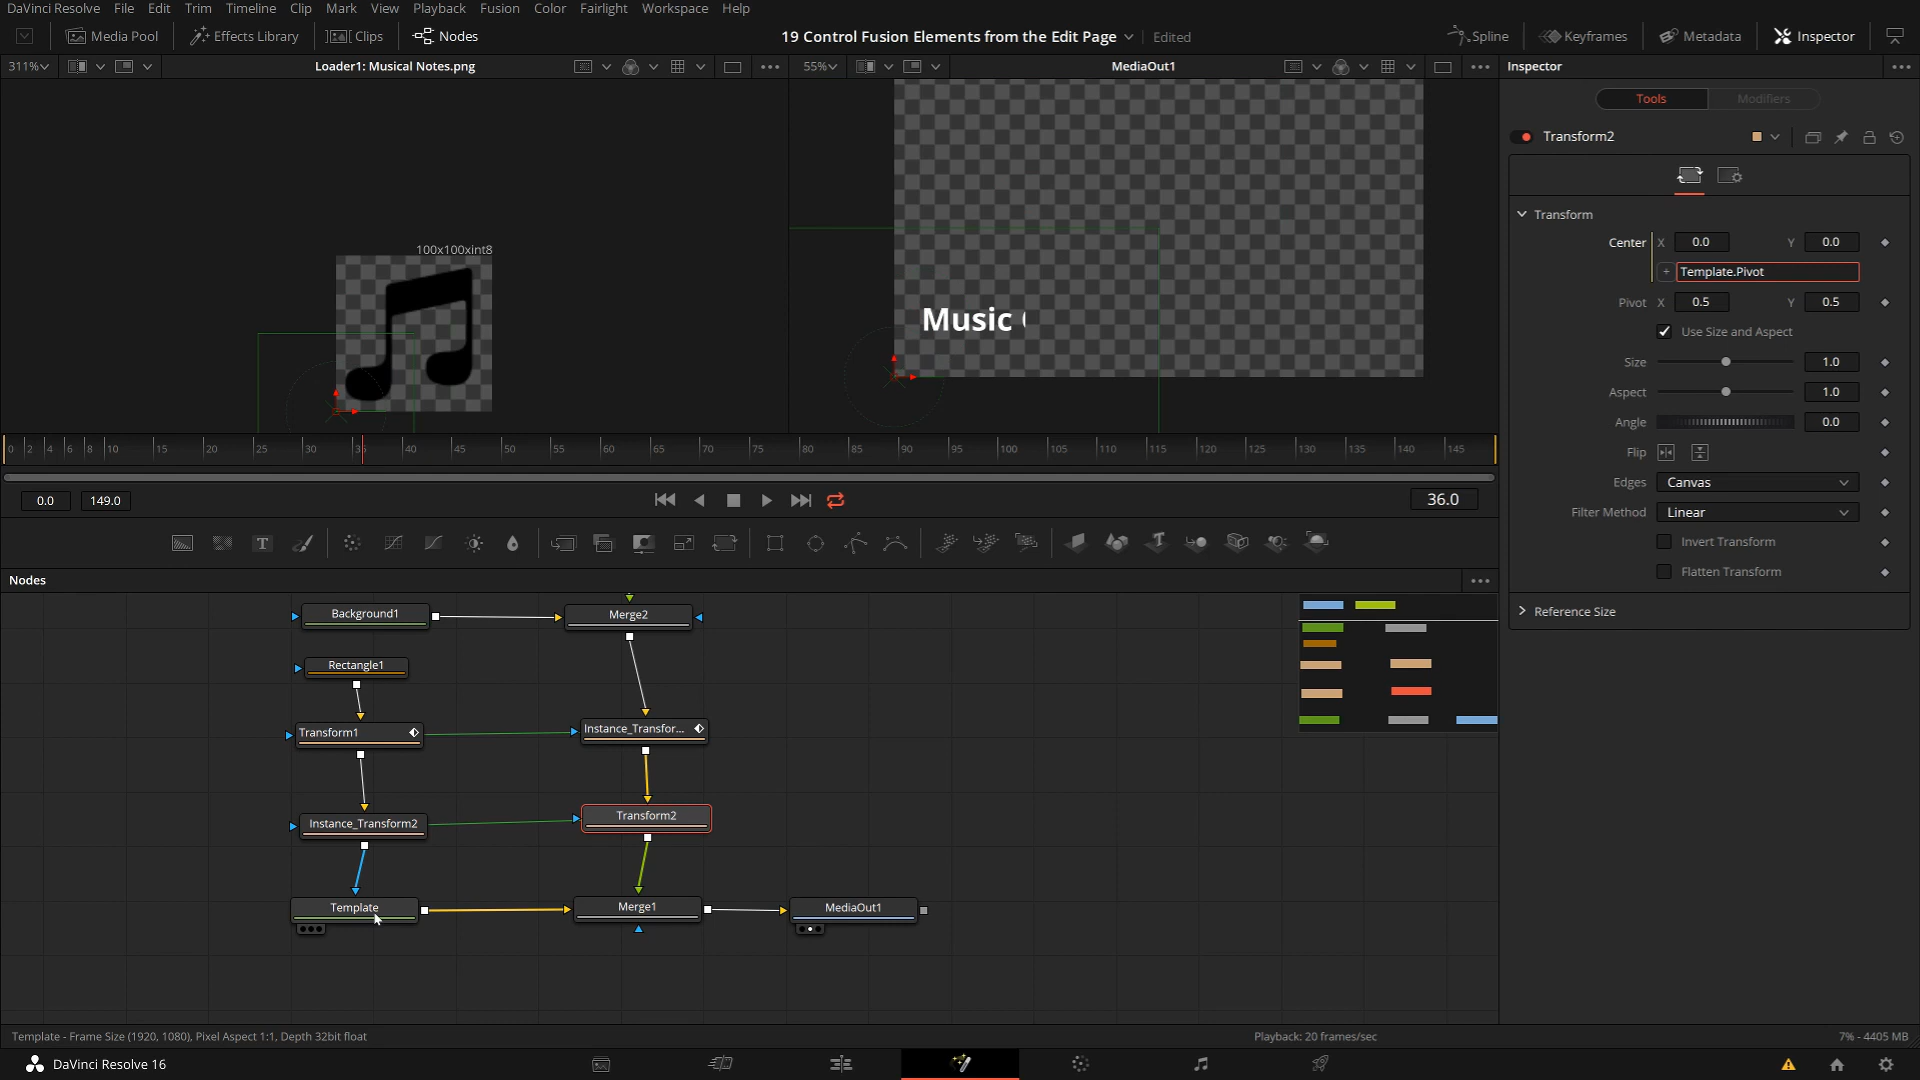 DaVinci Resolve File Edit Trim Timeline Clip Mark View Playback Fusion Color Fairlight Workspace Help
Media Pool Effects Library Clips Nodes 19 Control Fusion Elements from the Edit Page Edited Spline Keyframes Metadata Inspector
311% Loader1: Musical Notes.png 55% MediaOut1 Inspector
Tools Modifiers
Transform2
Transform
Center X 0.0 Y 0.0
Template.Pivot
Pivot X 0.5 Y 0.5
Use Size and Aspect
Size 1.0
Aspect 1.0
Angle 0.0
Flip
Edges Canvas
Filter Method Linear
Invert Transform
Flatten Transform
Reference Size
100x100xint8
Music
0 2 4 6 8 10 15 20 25 30 36 40 45 50 55 60 65 70 75 80 85 90 95 100 105 110 115 120 125 130 135 140 145
0.0 149.0 36.0
Nodes
Background1 Merge2
Rectangle1
Transform1 Instance_Transfor...
Instance_Transform2 Transform2
Template Merge1 MediaOut1
Template - Frame Size (1920, 1080), Pixel Aspect 1:1, Depth 32bit float Playback: 20 frames/sec 7% - 4405 MB
DaVinci Resolve 16